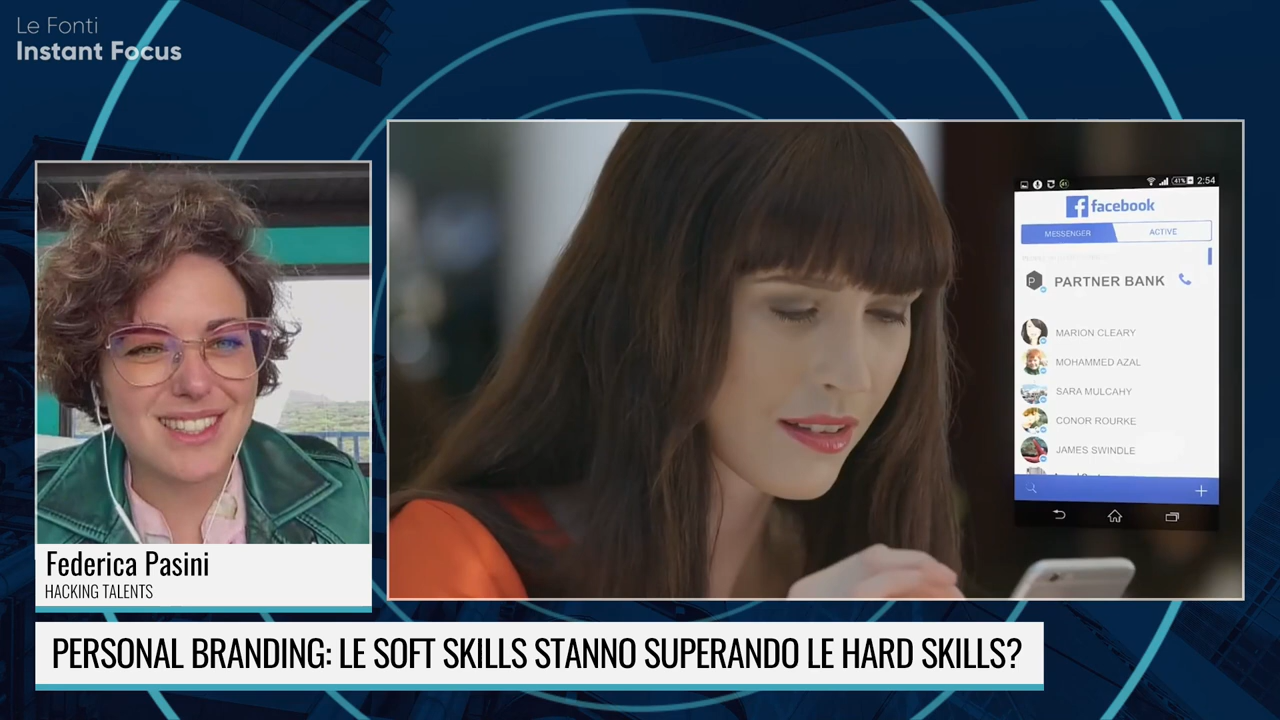 Le Fonti
Instant Focus
41%
2:54
facebook
MESSENGER
ACTIVE
PARTNER BANK
MARION CLEARY
MOHAMMED AZAL
SARA MULCAHY
CONOR ROURKE
JAMES SWINDLE
Federica Pasini
HACKING TALENTS
PERSONAL BRANDING: LE SOFT SKILLS STANNO SUPERANDO LE HARD SKILLS?